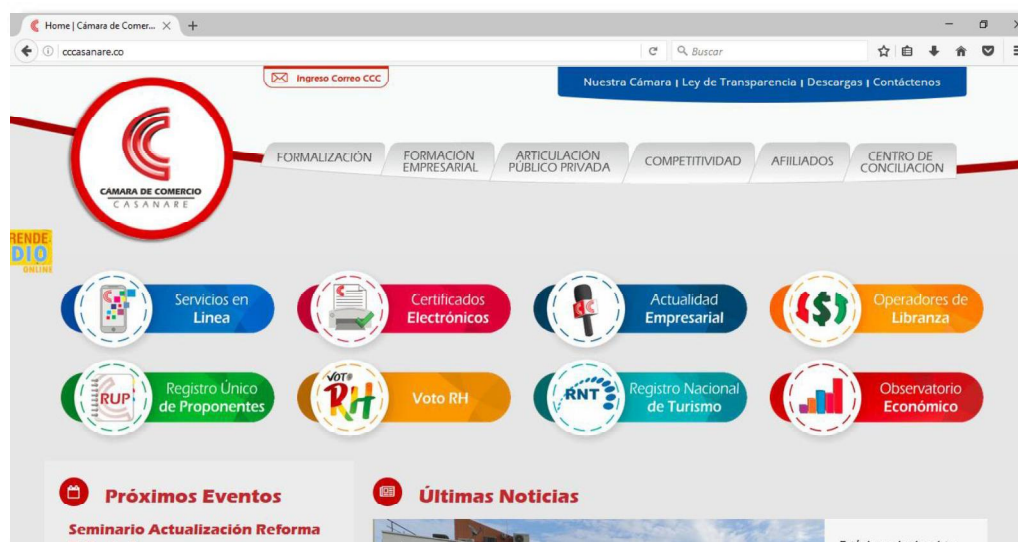 Home | Cámara de Comer...
cccasanare.co
Buscar
Ingreso Correo CCC
Nuestra Cámara | Ley de Transparencia | Descargas | Contáctenos
CÁMARA DE COMERCIO
CASANARE
FORMALIZACIÓN
FORMACIÓN
EMPRESARIAL
ARTICULACIÓN
PÚBLICO PRIVADA
COMPETITIVIDAD
AFIILIADOS
CENTRO DE
CONCILIACION
RENDE
DIO
ONLINE
Servicios en
Linea
Certificados
Electrónicos
Actualidad
Empresarial
Operadores de
Libranza
RUP
Registro Único
de Proponentes
VOTO
RH
Voto RH
RNT
Registro Nacional
de Turismo
Observatorio
Económico
Próximos Eventos
Últimas Noticias
Seminario Actualización Reforma